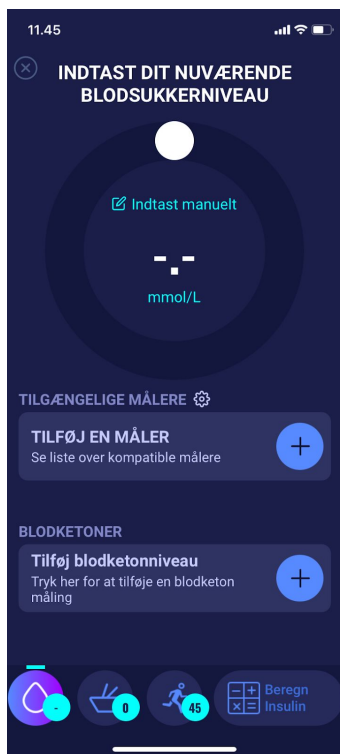 11.45
INDTAST DIT NUVÆRENDE
BLODSUKKERNIVEAU
Indtast manuelt
-.-
mmol/L
TILGÆNGELIGE MÅLERE
TILFØJ EN MÅLER
Se liste over kompatible målere
BLODKETONER
Tilføj blodketonniveau
Tryk her for at tilføje en blodketon
måling
-
0
45
Beregn
Insulin